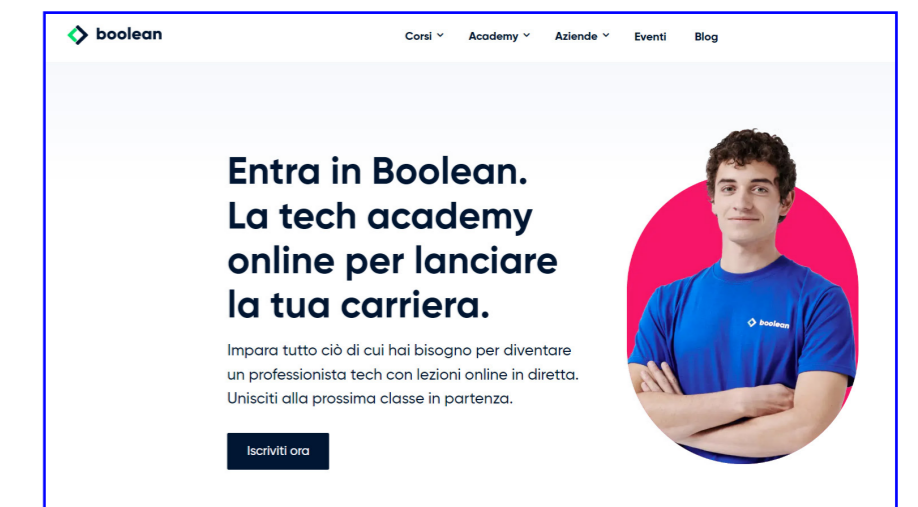 boolean
Corsi Academy Aziende Eventi Blog
Entra in Boolean.
La tech academy
online per lanciare
la tua carriera.
Impara tutto ciò di cui hai bisogno per diventare
un professionista tech con lezioni online in diretta.
Unisciti alla prossima classe in partenza.
Iscriviti ora
boolean